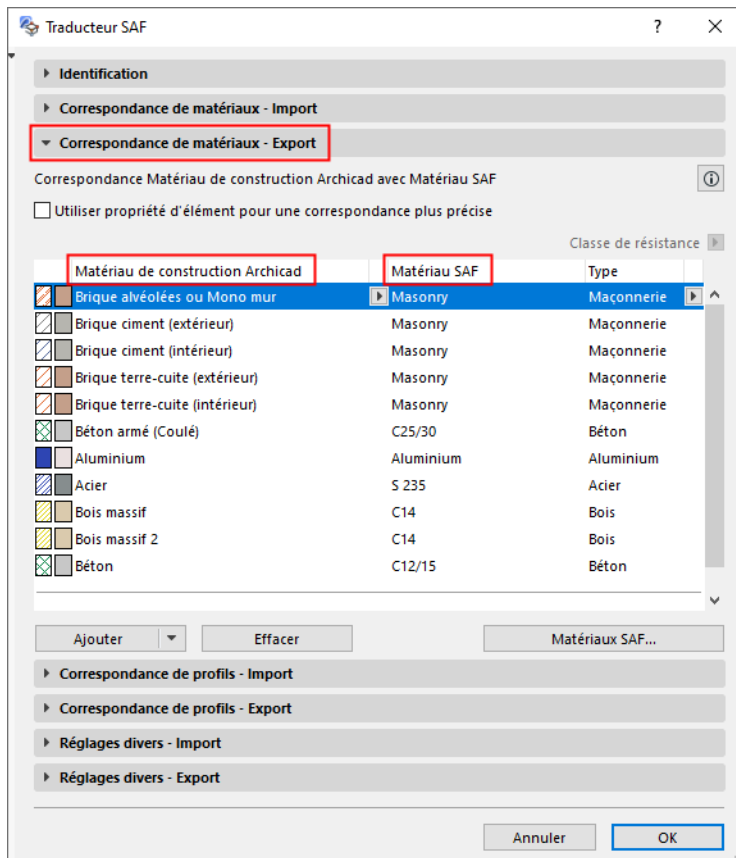 Traducteur SAF ?
Identification
Correspondance de matériaux - Import
Correspondance de matériaux - Export
Correspondance Matériau de construction Archicad avec Matériau SAF
Utiliser propriété d'élément pour une correspondance plus précise
Classe de résistance
Matériau de construction Archicad Matériau SAF Type
Brique alvéolées ou Mono mur Masonry Maçonnerie
Brique ciment (extérieur) Masonry Maçonnerie
Brique ciment (intérieur) Masonry Maçonnerie
Brique terre-cuite (extérieur) Masonry Maçonnerie
Brique terre-cuite (intérieur) Masonry Maçonnerie
Béton armé (Coulé) C25/30 Béton
Aluminium Aluminium Aluminium
Acier S 235 Acier
Bois massif C14 Bois
Bois massif 2 C14 Bois
Béton C12/15 Béton
Ajouter Effacer Matériaux SAF...
Correspondance de profils - Import
Correspondance de profils - Export
Réglages divers - Import
Réglages divers - Export
Annuler OK